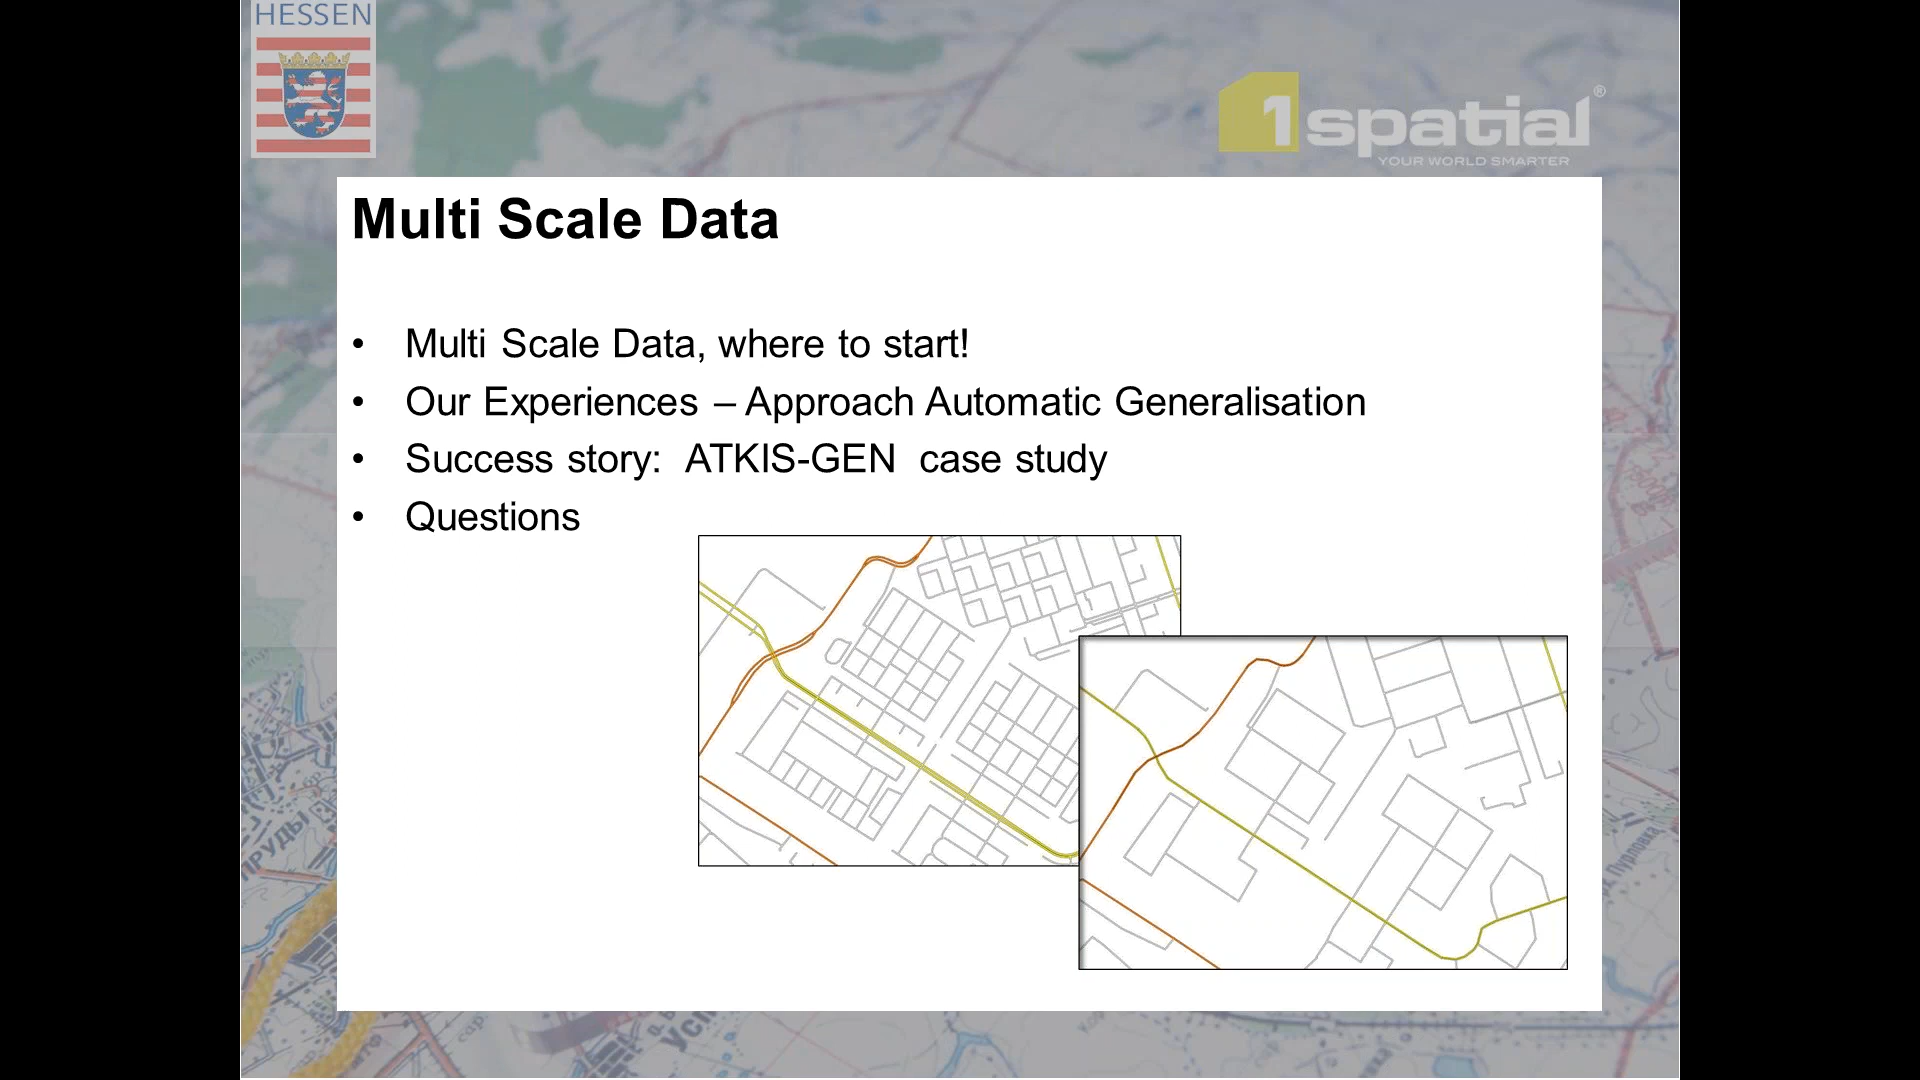 HESSEN
1spatial®
YOUR WORLD SMARTER
Multi Scale Data
• Multi Scale Data, where to start!
• Our Experiences – Approach Automatic Generalisation
• Success story: ATKIS-GEN case study
• Questions
ПРУДЫ